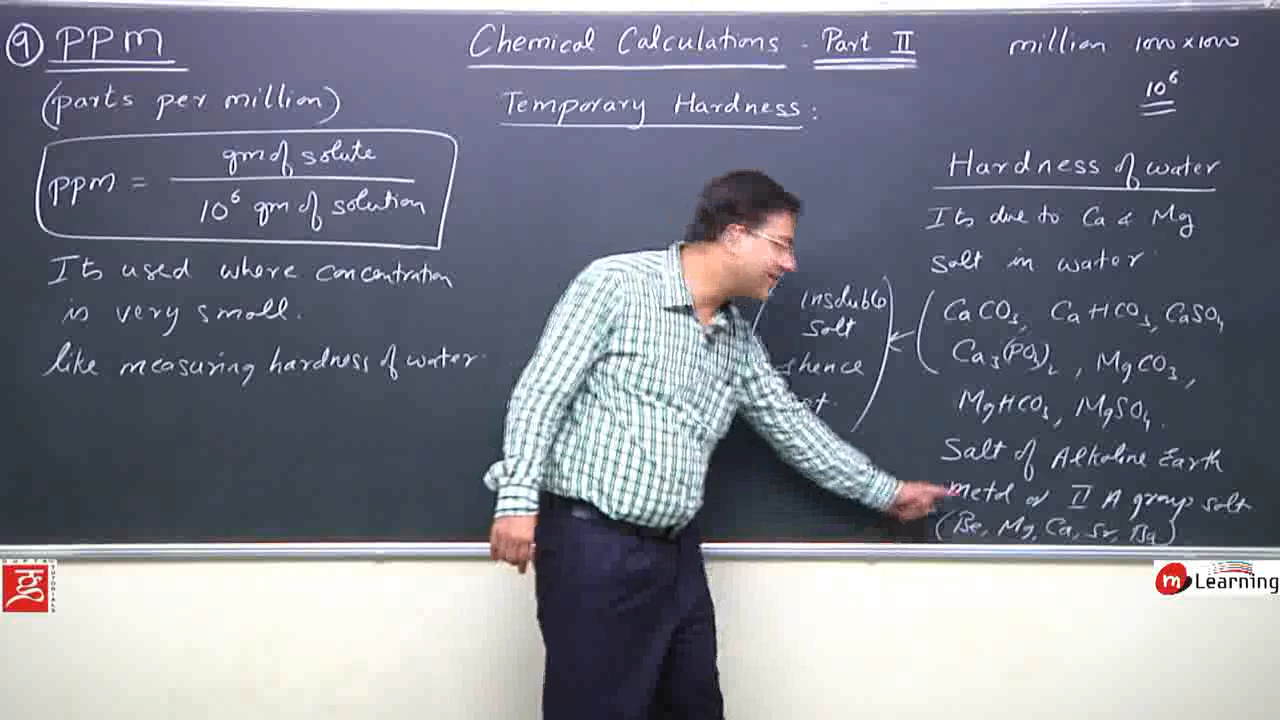 9 PPM
(parts per million)
ppm = gm of solute
10⁶ gm of solution
Its used where concentration
is very small.
like measuring hardness of water.
Chemical Calculations - Part II
Temporary Hardness:
million 1000 x 1000
10⁶
Hardness of water
Its due to Ca & Mg
salt in water
CaCO₃, CaHCO₃, CaSO₄
Ca₃(PO₄)₂, MgCO₃,
MgHCO₃, MgSO₄.
Salt of Alkaline Earth
metal or II A group salt
(Be, Mg, Ca, Sr, Ba)
insoluble
salt
hence
GUPTA TUTORIALS
m Learning